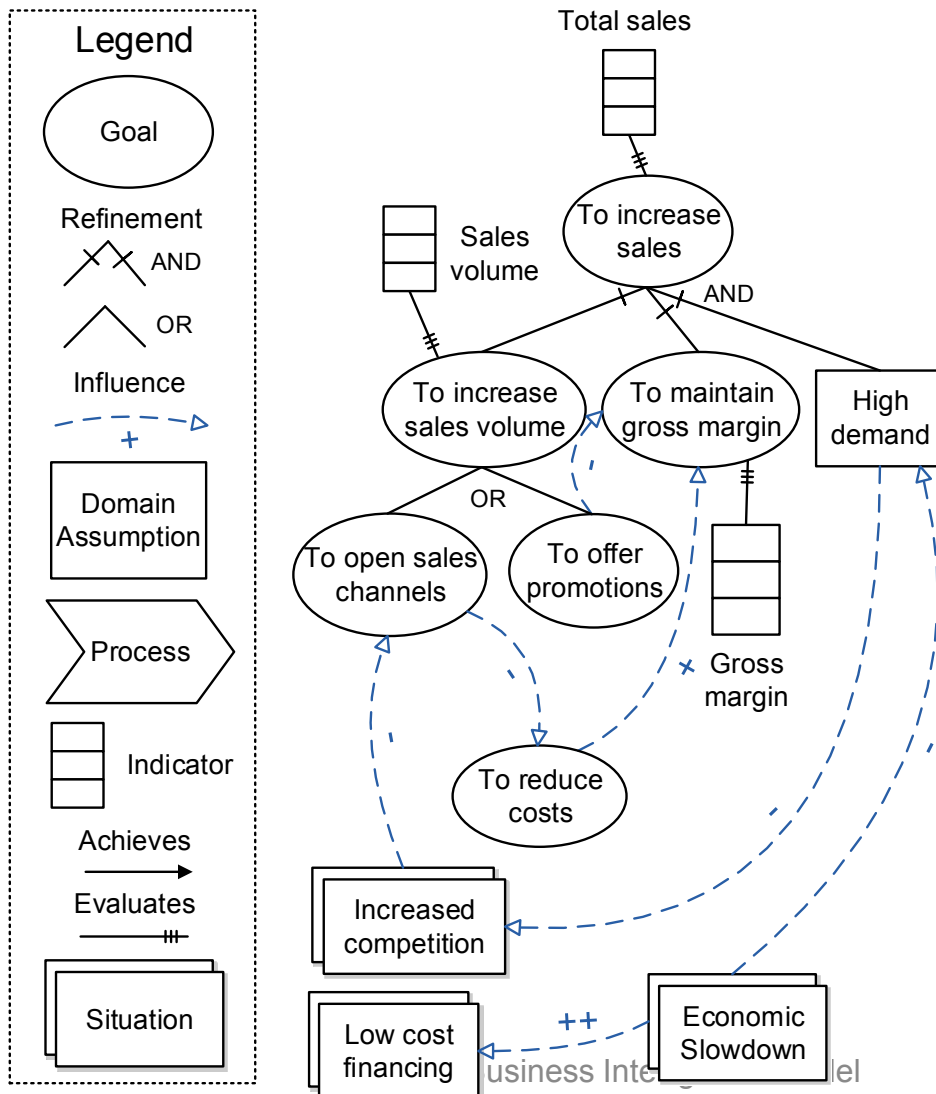 Legend
Goal
Refinement
AND
OR
Influence
+
Domain
Assumption
Process
Indicator
Achieves
Evaluates
Situation
Total sales
To increase
sales
AND
Sales
volume
To increase
sales volume
To maintain
gross margin
High
demand
-
OR
To open sales
channels
To offer
promotions
-
+
Gross
margin
-
-
To reduce
costs
-
Increased
competition
++
Low cost
financing
Economic
Slowdown